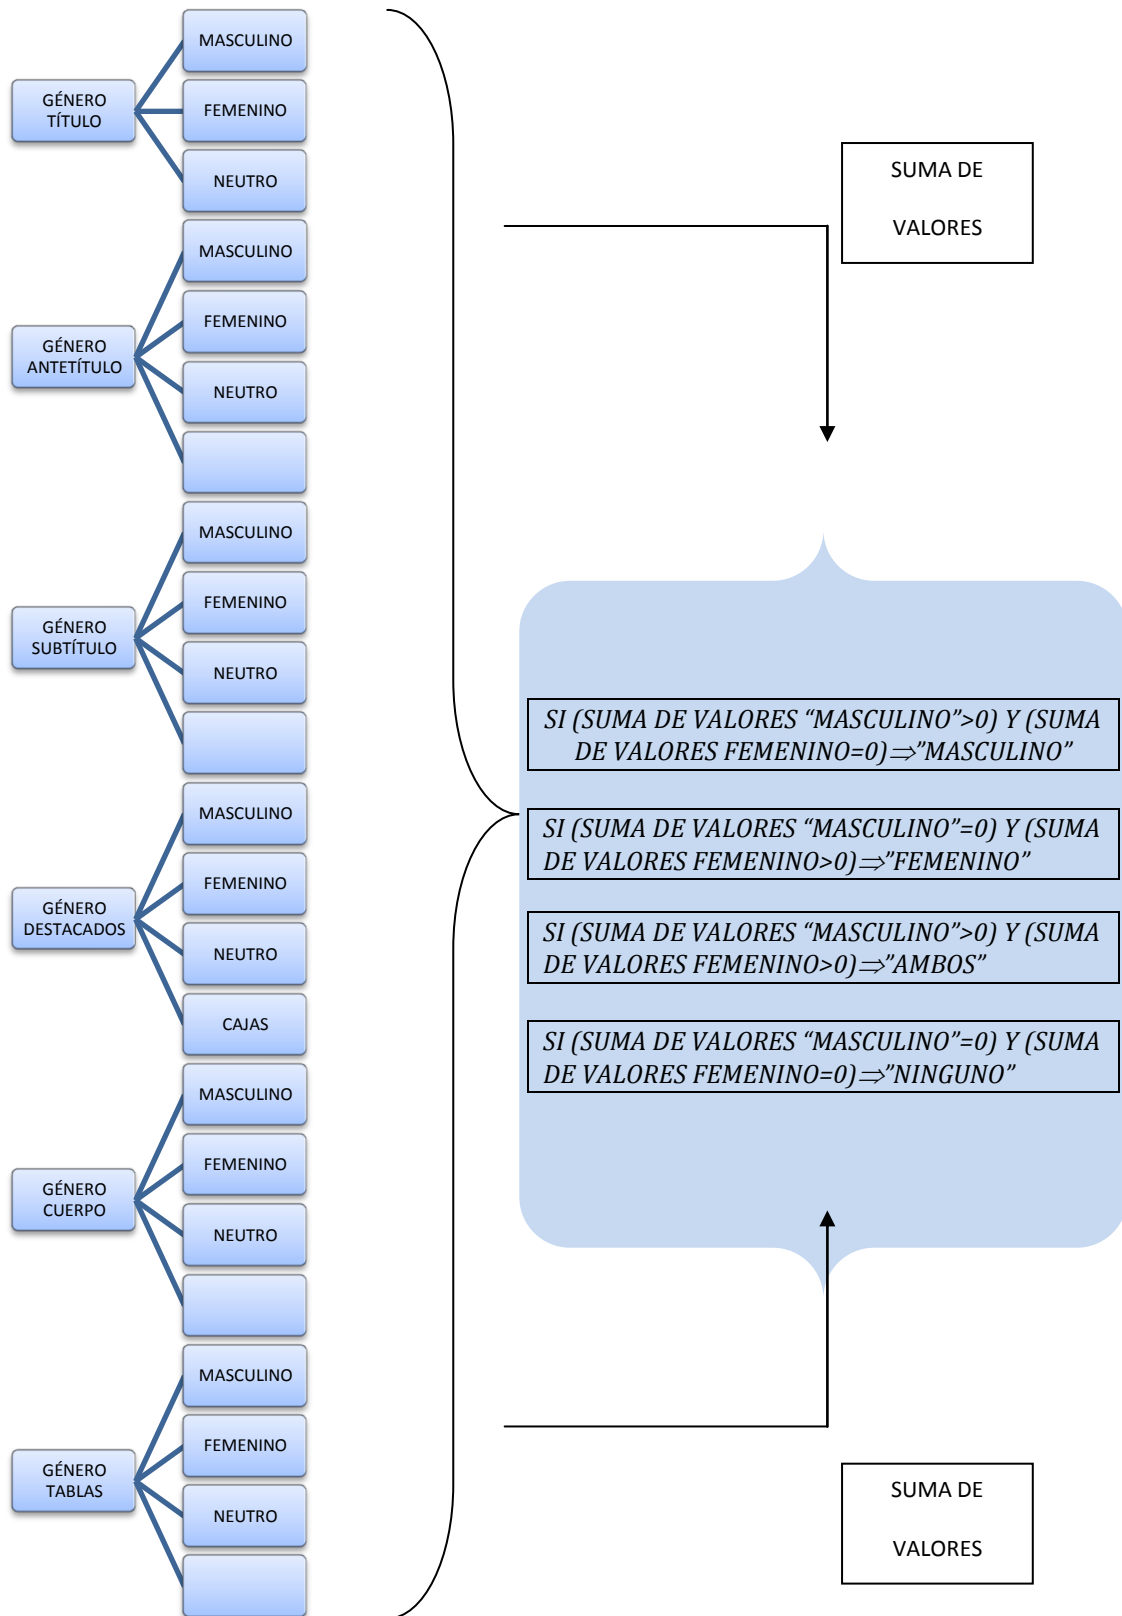 GÉNERO
TÍTULO
MASCULINO
FEMENINO
NEUTRO
GÉNERO
ANTETÍTULO
MASCULINO
FEMENINO
NEUTRO
GÉNERO
SUBTÍTULO
MASCULINO
FEMENINO
NEUTRO
GÉNERO
DESTACADOS
MASCULINO
FEMENINO
NEUTRO
CAJAS
GÉNERO
CUERPO
MASCULINO
FEMENINO
NEUTRO
GÉNERO
TABLAS
MASCULINO
FEMENINO
NEUTRO
SUMA DE
VALORES
SI (SUMA DE VALORES “MASCULINO”>0) Y (SUMA
DE VALORES FEMENINO=0)⇒”MASCULINO”
SI (SUMA DE VALORES “MASCULINO”=0) Y (SUMA
DE VALORES FEMENINO>0)⇒”FEMENINO”
SI (SUMA DE VALORES “MASCULINO”>0) Y (SUMA
DE VALORES FEMENINO>0)⇒”AMBOS”
SI (SUMA DE VALORES “MASCULINO”=0) Y (SUMA
DE VALORES FEMENINO=0)⇒”NINGUNO”
SUMA DE
VALORES